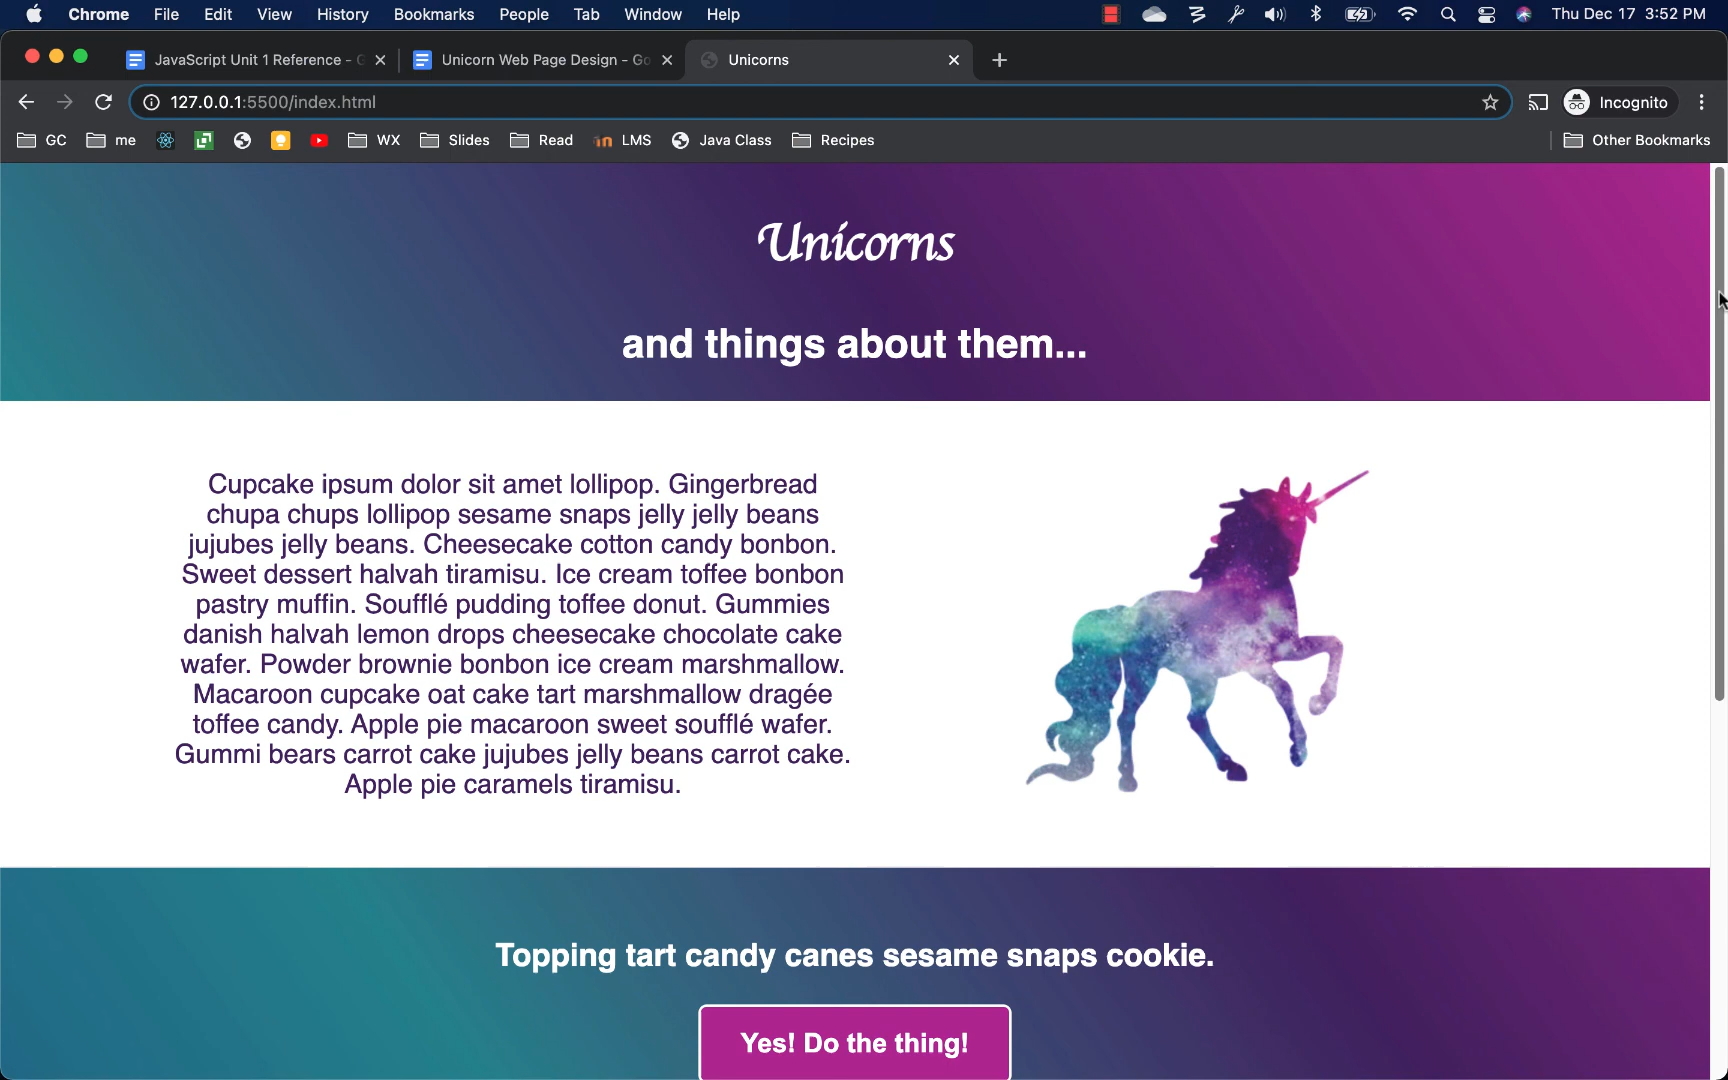 Chrome File Edit View History Bookmarks People Tab Window Help Thu Dec 17 3:52 PM
JavaScript Unit 1 Reference - G Unicorn Web Page Design - Go Unicorns
127.0.0.1:5500/index.html Incognito
GC me WX Slides Read LMS Java Class Recipes Other Bookmarks
Unicorns
and things about them...
Cupcake ipsum dolor sit amet lollipop. Gingerbread
chupa chups lollipop sesame snaps jelly jelly beans
jujubes jelly beans. Cheesecake cotton candy bonbon.
Sweet dessert halvah tiramisu. Ice cream toffee bonbon
pastry muffin. Soufflé pudding toffee donut. Gummies
danish halvah lemon drops cheesecake chocolate cake
wafer. Powder brownie bonbon ice cream marshmallow.
Macaroon cupcake oat cake tart marshmallow dragée
toffee candy. Apple pie macaroon sweet soufflé wafer.
Gummi bears carrot cake jujubes jelly beans carrot cake.
Apple pie caramels tiramisu.
Topping tart candy canes sesame snaps cookie.
Yes! Do the thing!